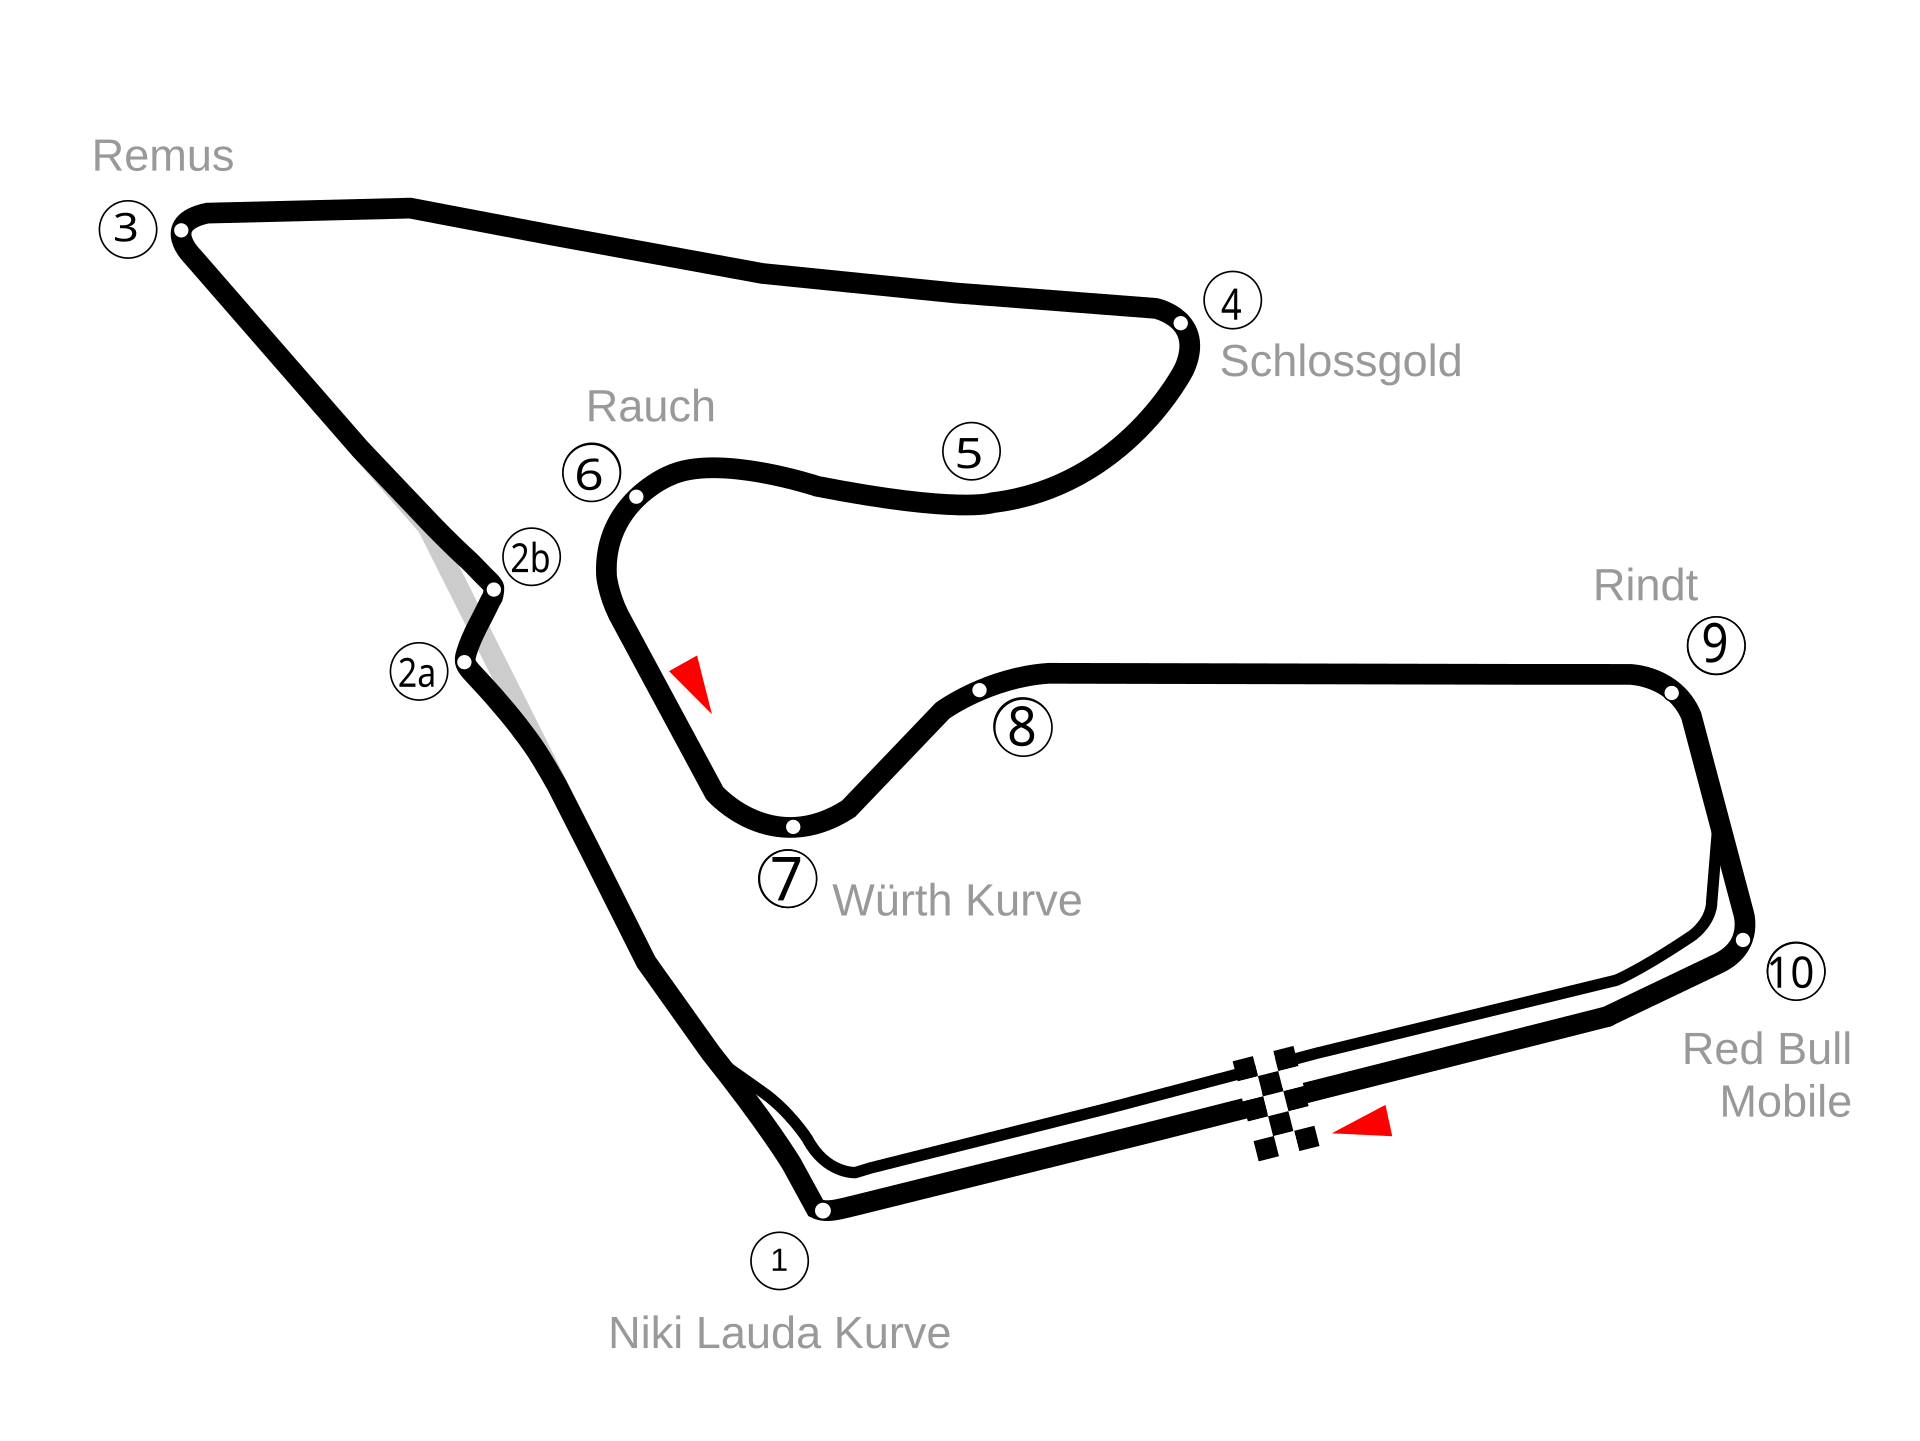 Remus
3
4
Schlossgold
Rauch
5
6
2b
Rindt
9
2a
8
7
Würth Kurve
10
Red Bull
Mobile
1
Niki Lauda Kurve